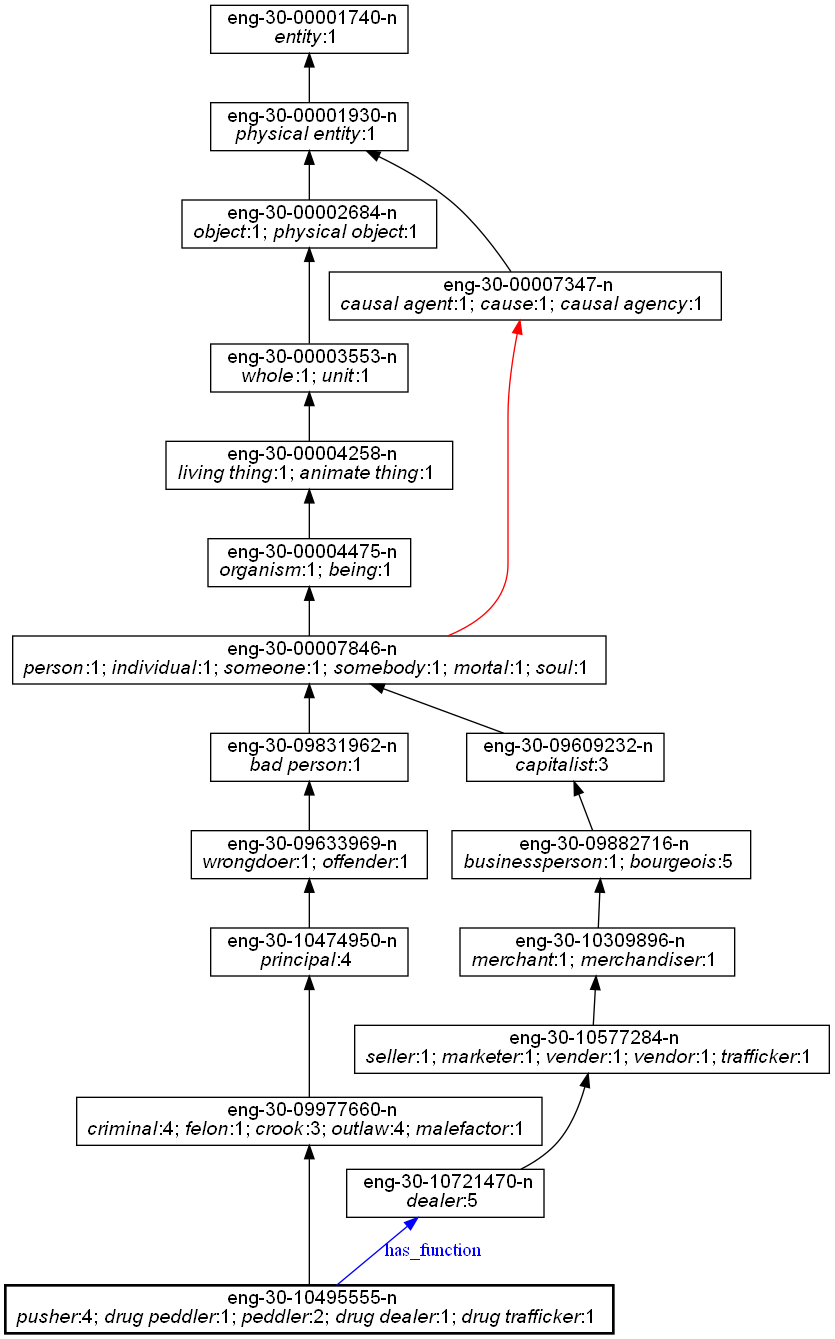 eng-30-00001740-n
entity:1
eng-30-00001930-n
physical entity:1
eng-30-00002684-n
object:1; physical object:1
eng-30-00007347-n
causal agent:1; cause:1; causal agency:1
eng-30-00003553-n
whole:1; unit:1
eng-30-00004258-n
living thing:1; animate thing:1
eng-30-00004475-n
organism:1; being:1
eng-30-00007846-n
person:1; individual:1; someone:1; somebody:1; mortal:1; soul:1
eng-30-09831962-n
bad person:1
eng-30-09609232-n
capitalist:3
eng-30-09633969-n
wrongdoer:1; offender:1
eng-30-09882716-n
businessperson:1; bourgeois:5
eng-30-10474950-n
principal:4
eng-30-10309896-n
merchant:1; merchandiser:1
eng-30-10577284-n
seller:1; marketer:1; vender:1; vendor:1; trafficker:1
eng-30-09977660-n
criminal:4; felon:1; crook:3; outlaw:4; malefactor:1
eng-30-10721470-n
dealer:5
has_function
eng-30-10495555-n
pusher:4; drug peddler:1; peddler:2; drug dealer:1; drug trafficker:1